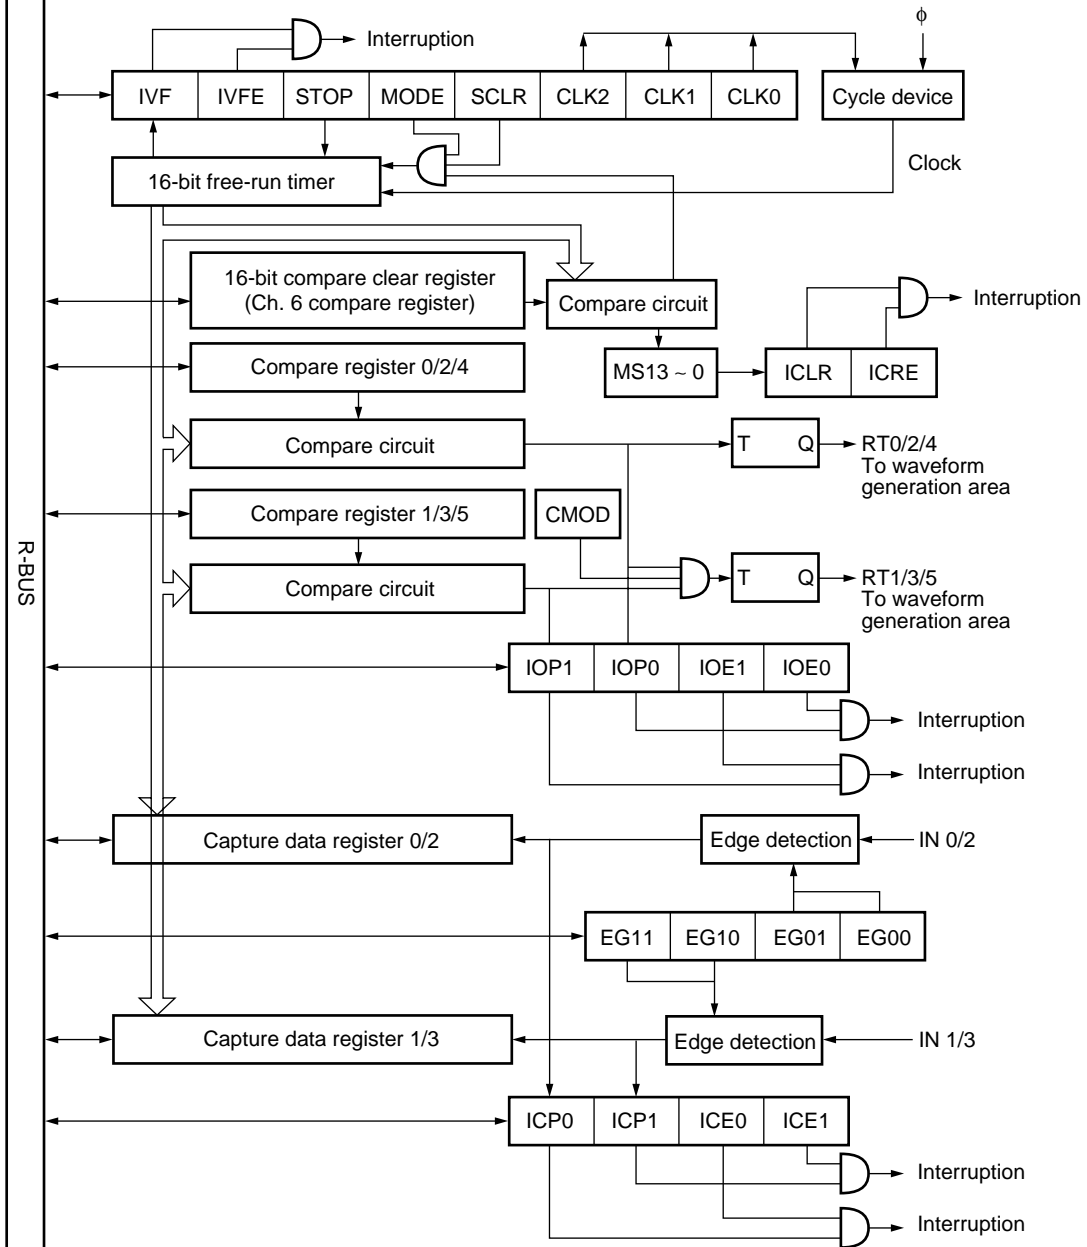 ϕ
Interruption
IVF IVFE STOP MODE SCLR CLK2 CLK1 CLK0
Cycle device
16-bit free-run timer
Clock
16-bit compare clear register
(Ch. 6 compare register)
Compare circuit
Interruption
Compare register 0/2/4
MS13 ~ 0
ICLR ICRE
Compare circuit
T Q
RT0/2/4
To waveform
generation area
Compare register 1/3/5
CMOD
R-BUS
Compare circuit
T Q
RT1/3/5
To waveform
generation area
IOP1 IOP0 IOE1 IOE0
Interruption
Interruption
Capture data register 0/2
Edge detection
IN 0/2
EG11 EG10 EG01 EG00
Capture data register 1/3
Edge detection
IN 1/3
ICP0 ICP1 ICE0 ICE1
Interruption
Interruption